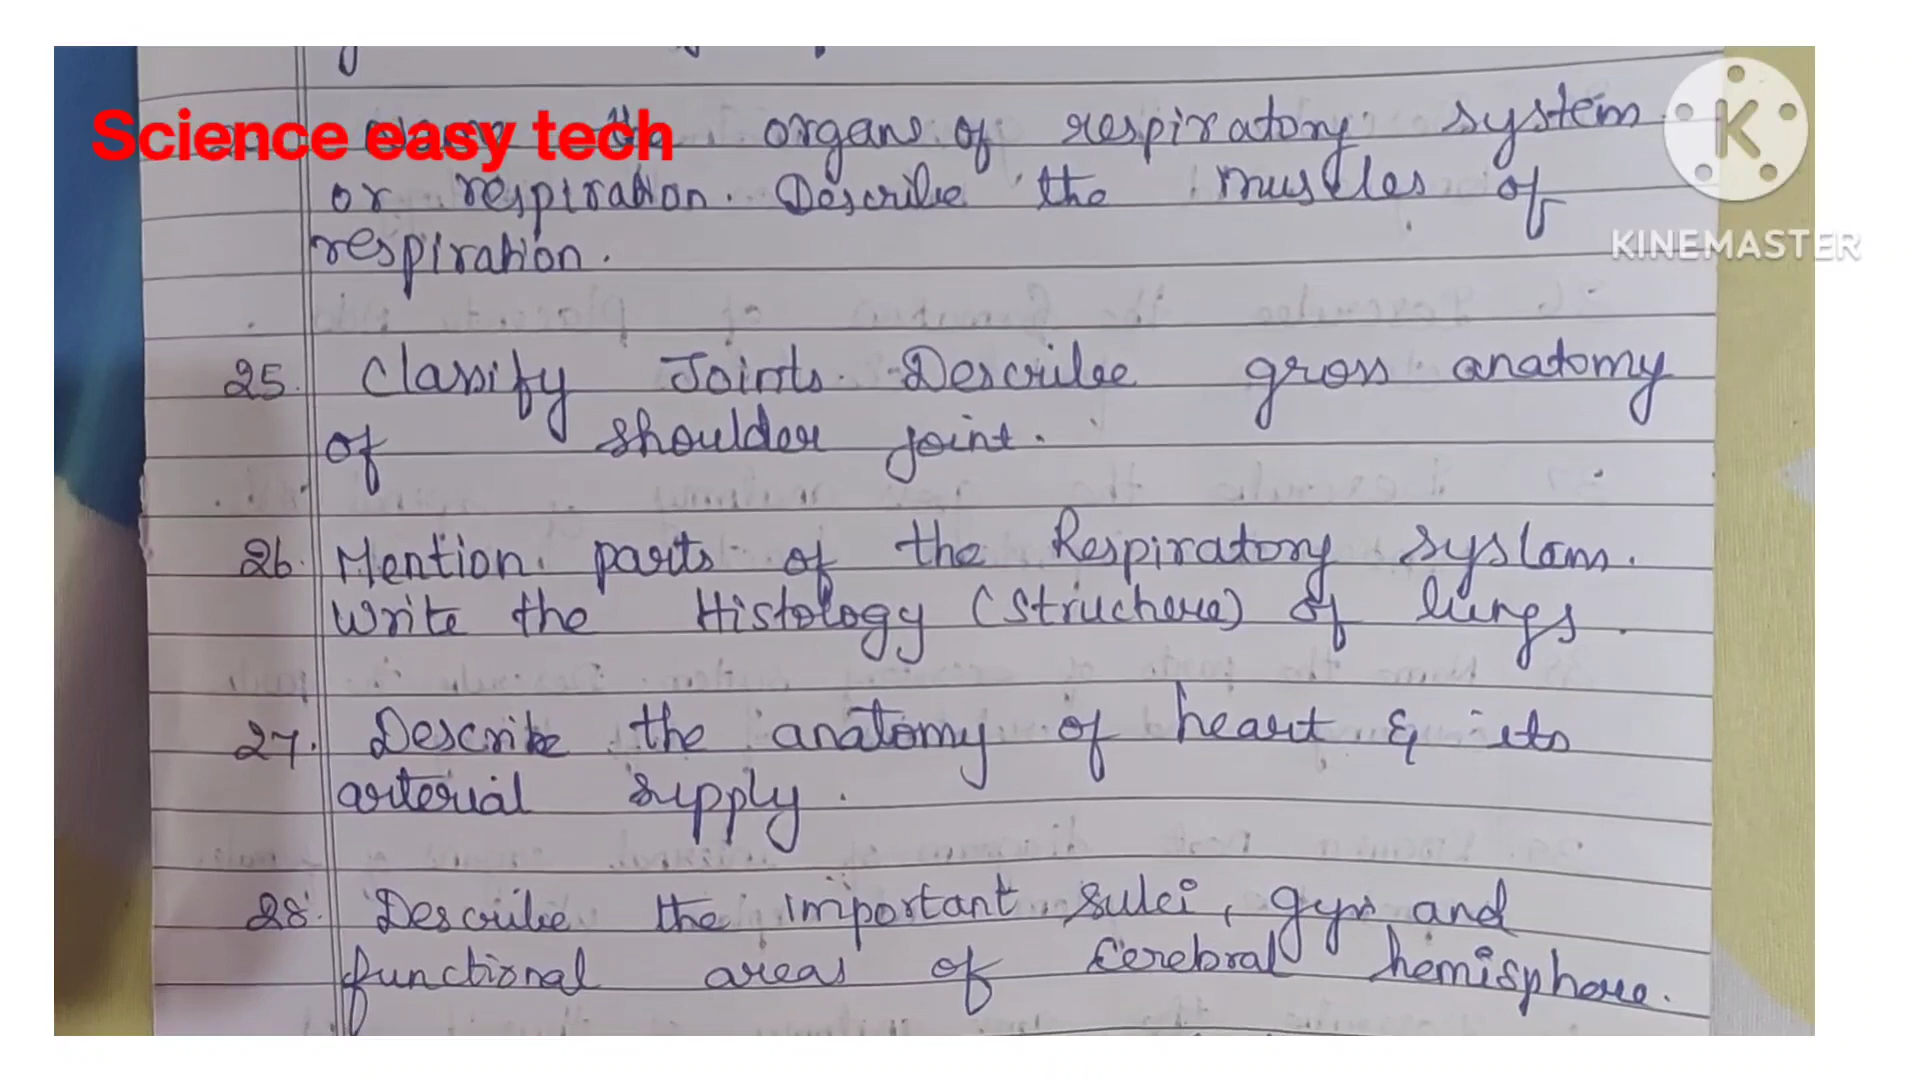 Science easy tech
the organs of respiratory system
or respiration. Describe the muscles of
respiration.
25. Classify Joints. Describe gross anatomy
of shoulder joint.
26. Mention parts of the Respiratory system.
Write the Histology (Structure) of lungs.
27. Describe the anatomy of heart & its
arterial supply.
28. Describe the important sulci, gyri and
functional areas of Cerebral hemisphere.
K
KINEMASTER